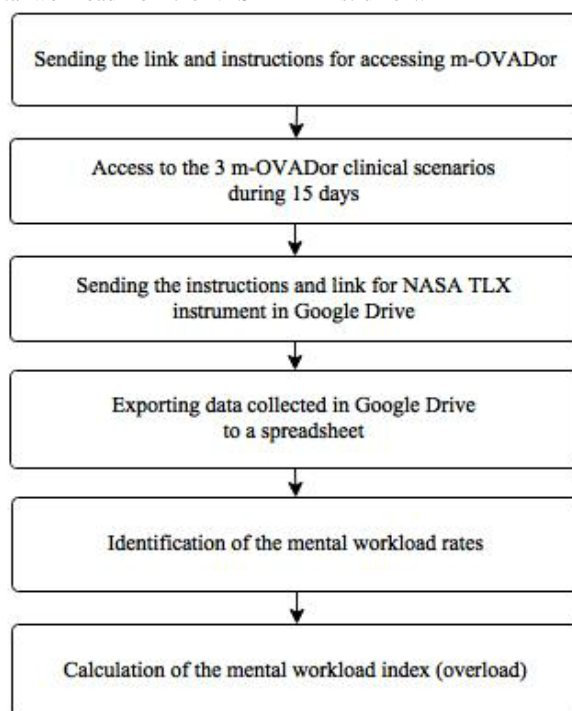 Sending the link and instructions for accessing m-OVADor
Access to the 3 m-OVADor clinical scenarios
during 15 days
Sending the instructions and link for NASA TLX
instrument in Google Drive
Exporting data collected in Google Drive
to a spreadsheet
Identification of the mental workload rates
Calculation of the mental workload index (overload)